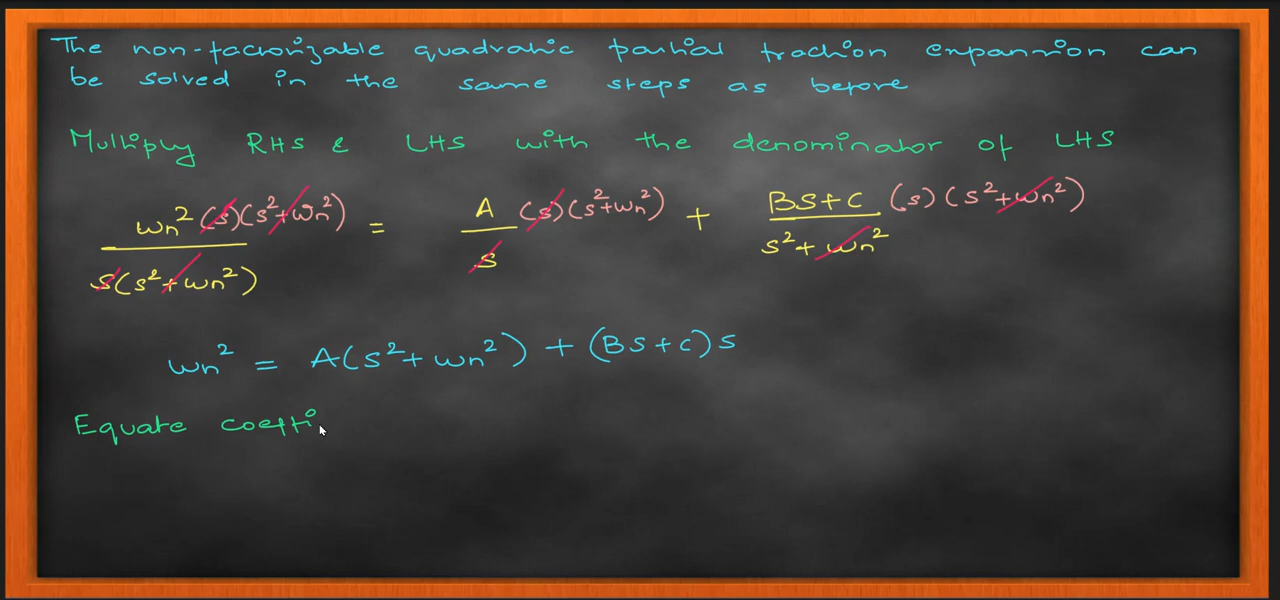 The non-factorizable quadratic partial fraction expansion can
be solved in the same steps as before
Multiply RHS & LHS with the denominator of LHS
wn² (s)(s²+wn²) / s(s²+wn²) = A/s (s)(s²+wn²) + BS+C / s²+wn² (s)(s²+wn²)
wn² = A(s²+wn²) + (BS+C)s
Equate coeffi